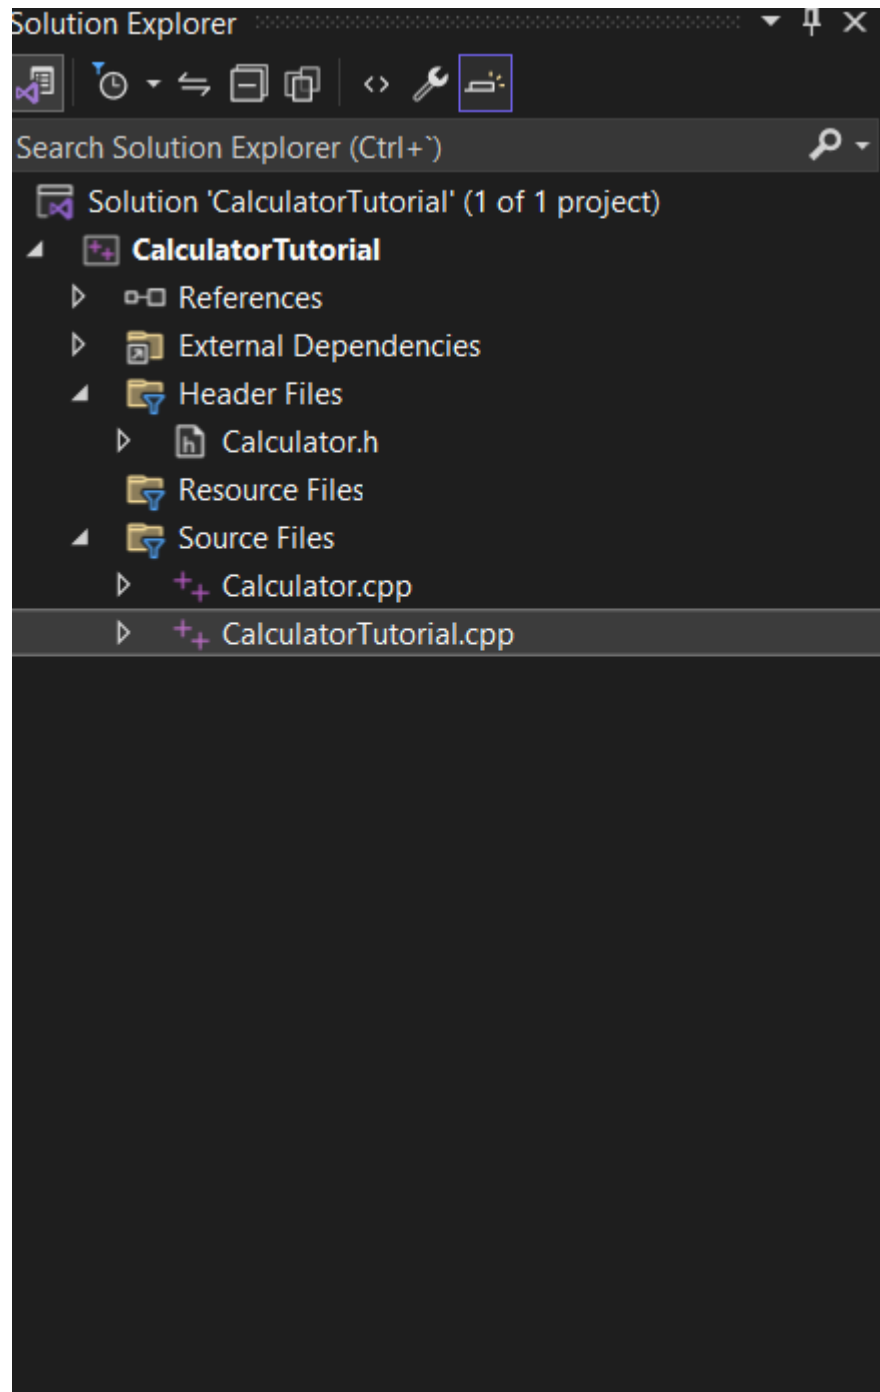 Solution Explorer
Search Solution Explorer (Ctrl+`)
Solution 'CalculatorTutorial' (1 of 1 project)
CalculatorTutorial
References
External Dependencies
Header Files
Calculator.h
Resource Files
Source Files
Calculator.cpp
CalculatorTutorial.cpp